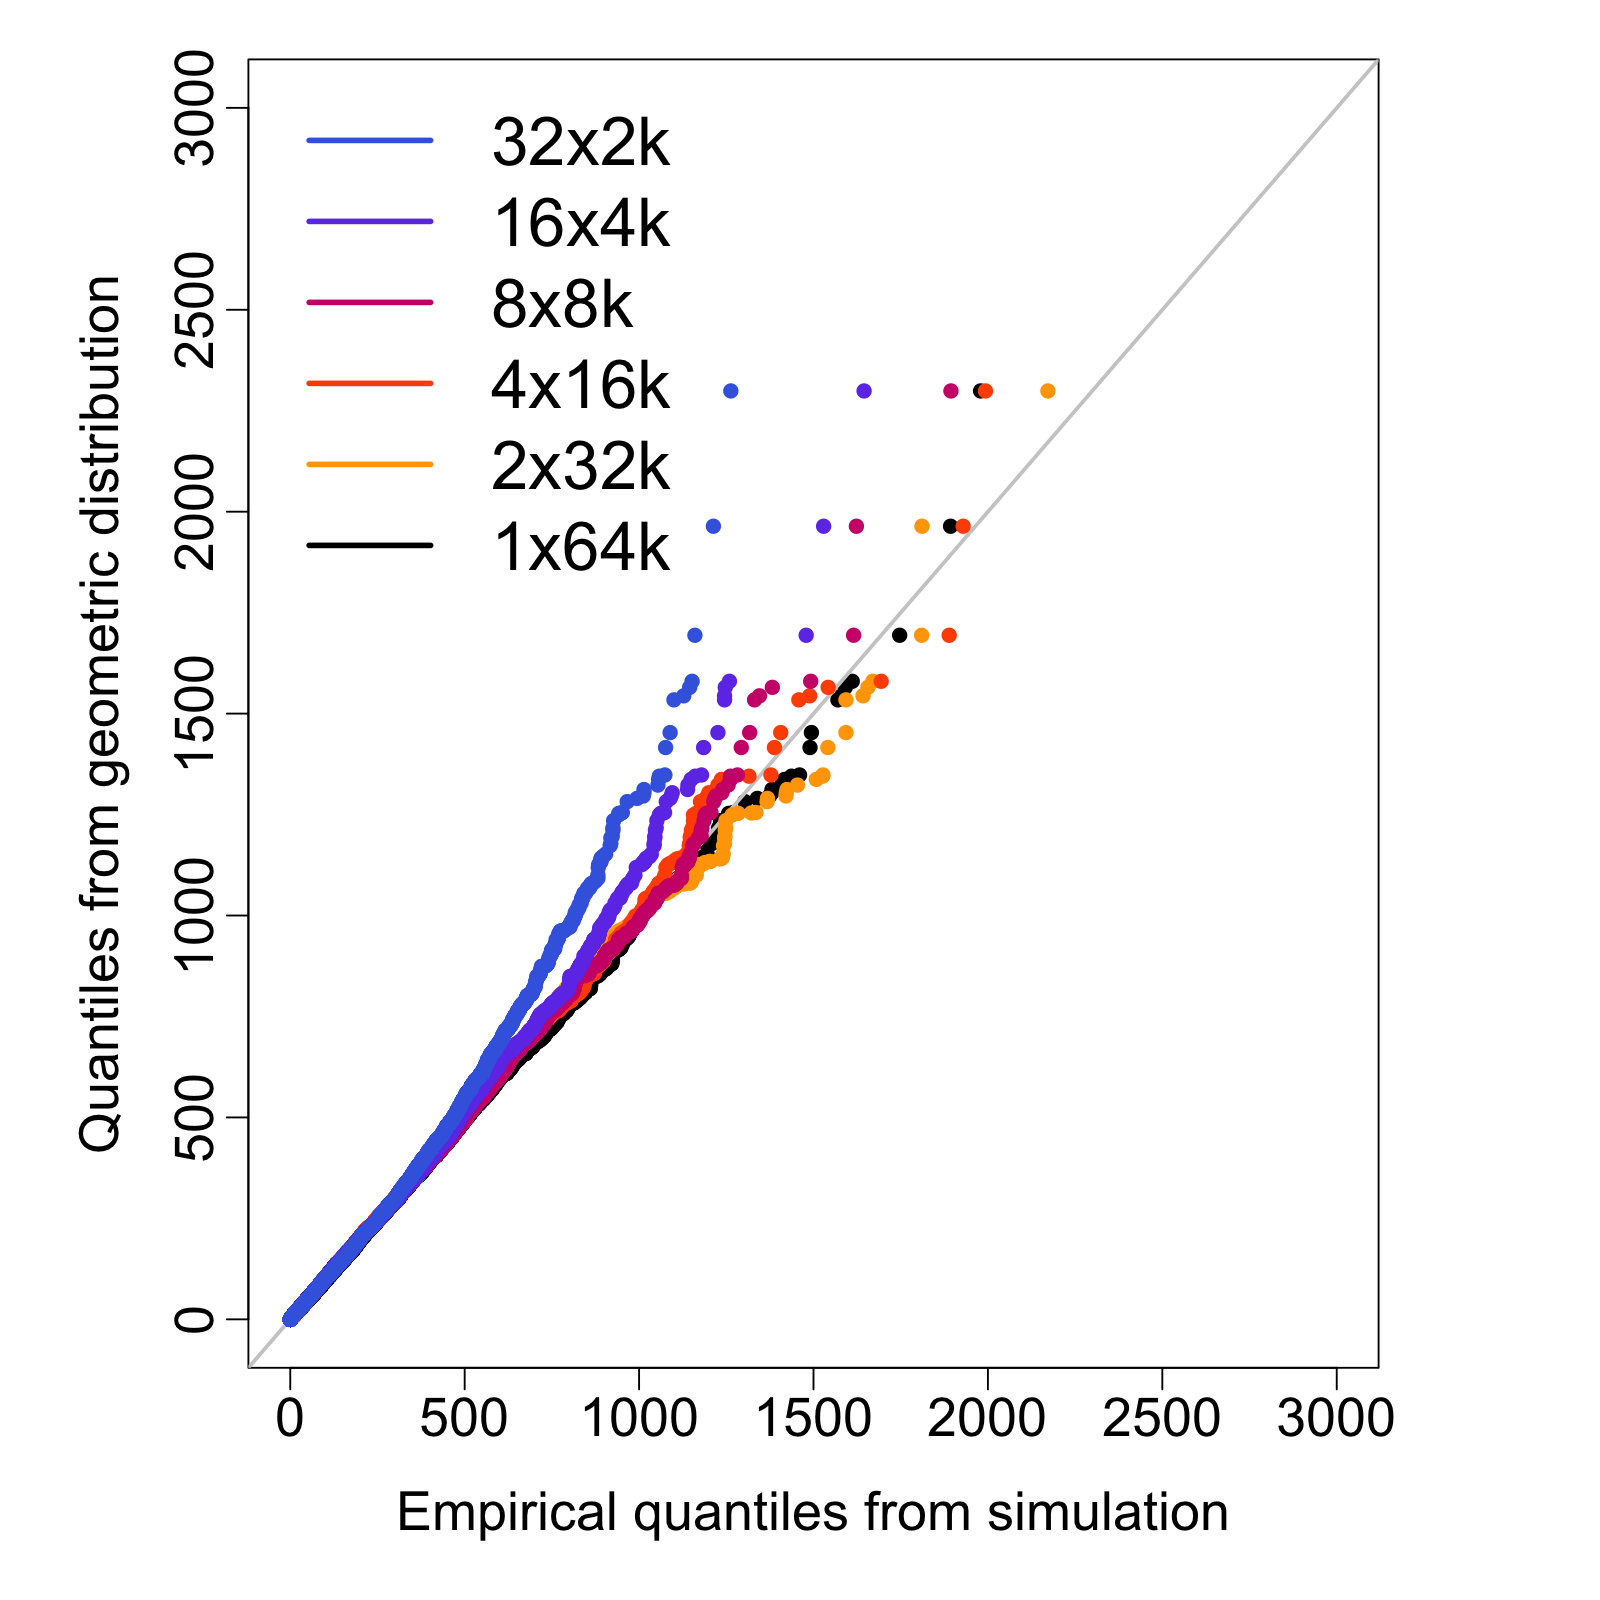 Quantiles from geometric distribution
3000
2500
2000
1500
1000
500
0
32x2k
16x4k
8x8k
4x16k
2x32k
1x64k
0 500 1000 1500 2000 2500 3000
Empirical quantiles from simulation